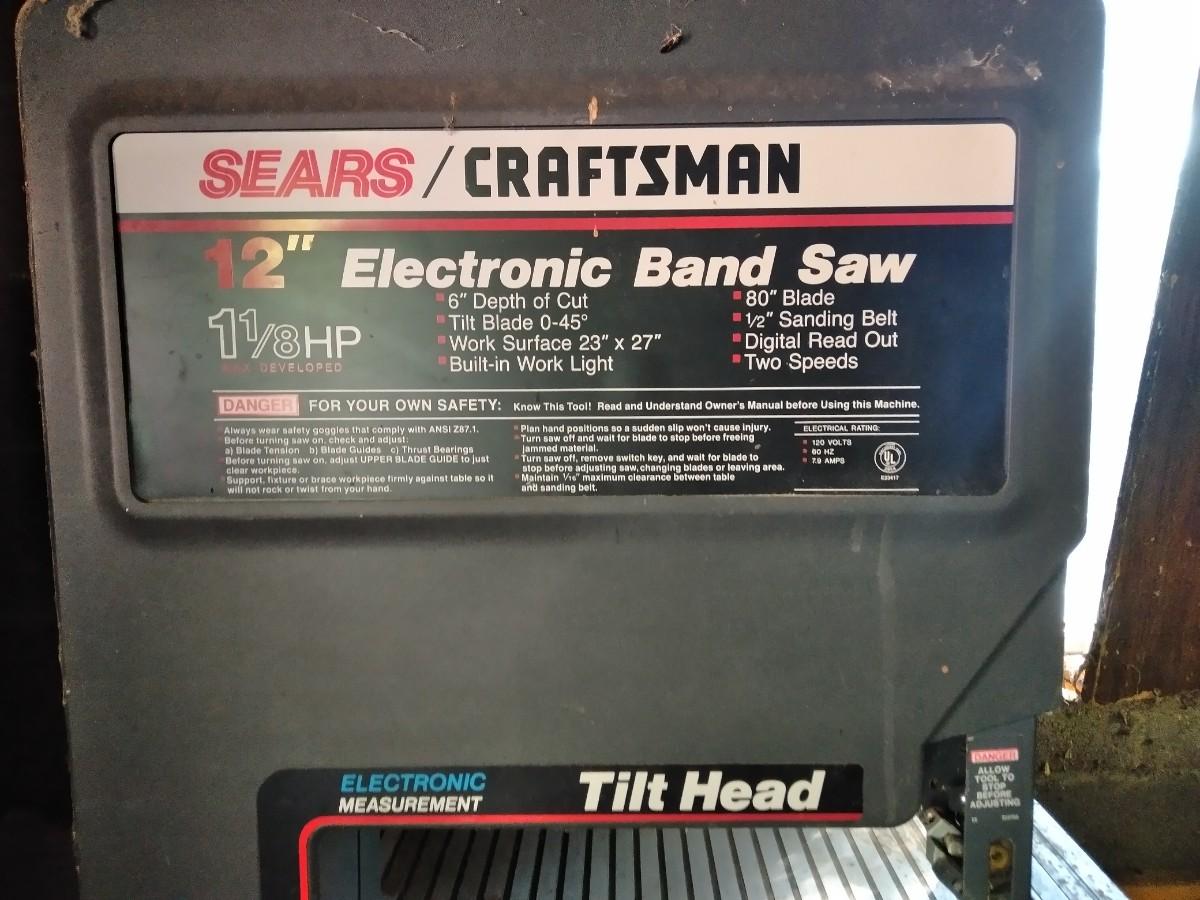 SEARS / CRAFTSMAN
12" Electronic Band Saw
1 1/8 HP
MAX DEVELOPED
6" Depth of Cut
Tilt Blade 0-45°
Work Surface 23" x 27"
Built-in Work Light
80" Blade
1/2" Sanding Belt
Digital Read Out
Two Speeds
DANGER FOR YOUR OWN SAFETY: Know This Tool! Read and Understand Owner's Manual before Using this Machine.
Always wear safety goggles that comply with ANSI Z87.1.
Before turning saw on, check and adjust:
a) Blade Tension b) Blade Guides c) Thrust Bearings
Before turning saw on, adjust UPPER BLADE GUIDE to just
clear workpiece.
Support, fixture or brace workpiece firmly against table so it
will not rock or twist from your hand.
Plan hand positions so a sudden slip won't cause injury.
Turn saw off and wait for blade to stop before freeing
jammed material.
Turn saw off, remove switch key, and wait for blade to
stop before adjusting saw, changing blades or leaving area.
Maintain 1/16" maximum clearance between table
and sanding belt.
ELECTRICAL RATING:
120 VOLTS
60 HZ
7.9 AMPS
UL
E23417
ELECTRONIC
MEASUREMENT
Tilt Head
DANGER
ALLOW
TOOL TO
STOP
BEFORE
ADJUSTING